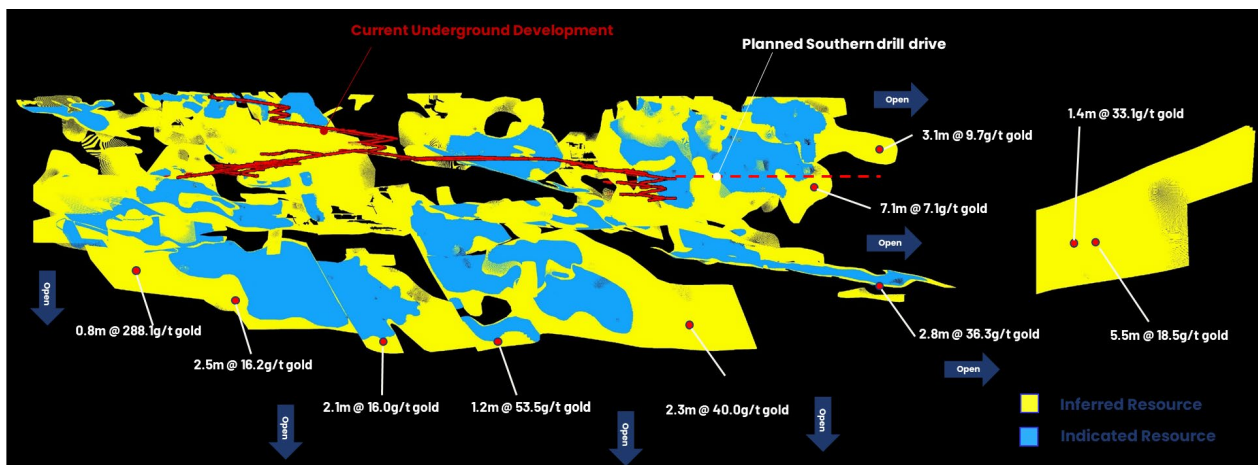 Current Underground Development
Planned Southern drill drive
Open
3.1m @ 9.7g/t gold
1.4m @ 33.1g/t gold
7.1m @ 7.1g/t gold
Open
Open
0.8m @ 288.1g/t gold
2.5m @ 16.2g/t gold
2.8m @ 36.3g/t gold
5.5m @ 18.5g/t gold
Open
2.1m @ 16.0g/t gold
1.2m @ 53.5g/t gold
2.3m @ 40.0g/t gold
Open
Open
Open
Inferred Resource
Indicated Resource